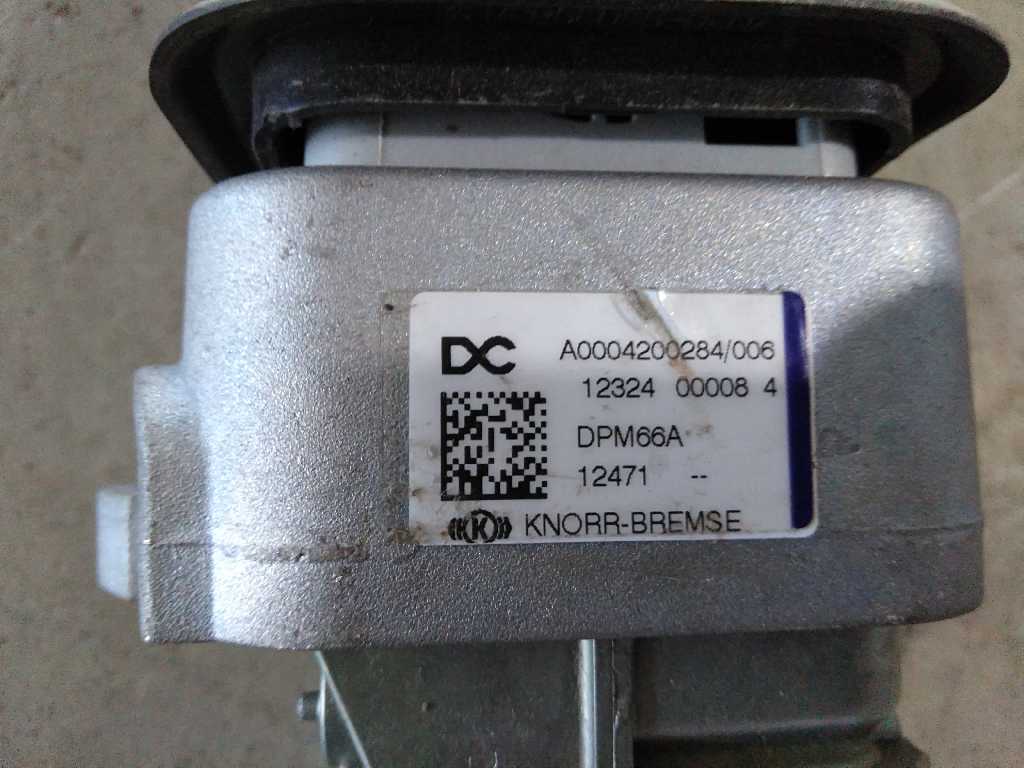 DC A0004200284/006
12324 00008 4
DPM66A
12471 --
((K)) KNORR-BREMSE